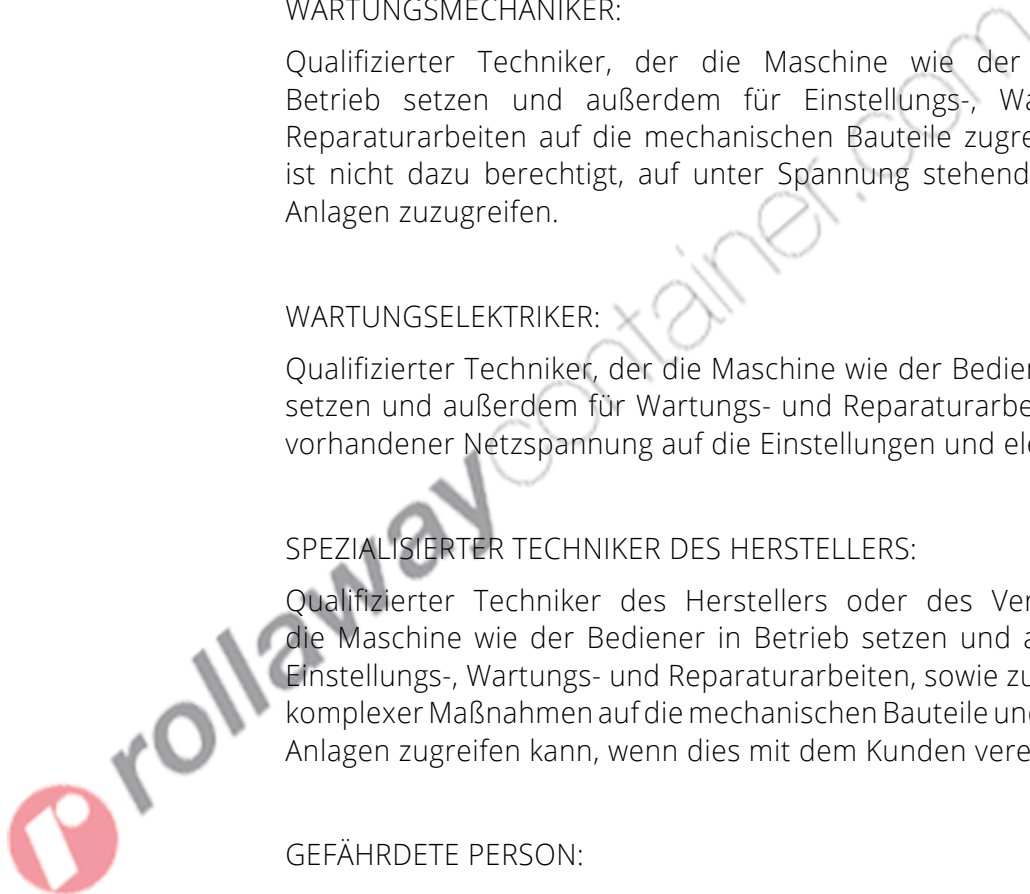 WARTUNGSMECHANIKER:
Qualifizierter Techniker, der die Maschine wie der
Betrieb setzen und außerdem für Einstellungs-, Wa
Reparaturarbeiten auf die mechanischen Bauteile zugre
ist nicht dazu berechtigt, auf unter Spannung stehend
Anlagen zuzugreifen.
WARTUNGSELEKTRIKER:
Qualifizierter Techniker, der die Maschine wie der Bedien
setzen und außerdem für Wartungs- und Reparaturarbe
vorhandener Netzspannung auf die Einstellungen und ele
SPEZIALISIERTER TECHNIKER DES HERSTELLERS:
Qualifizierter Techniker des Herstellers oder des Ver
die Maschine wie der Bediener in Betrieb setzen und a
Einstellungs-, Wartungs- und Reparaturarbeiten, sowie zu
komplexer Maßnahmen auf die mechanischen Bauteile und
Anlagen zugreifen kann, wenn dies mit dem Kunden vere
GEFÄHRDETE PERSON:
r rollawaycontainer.com